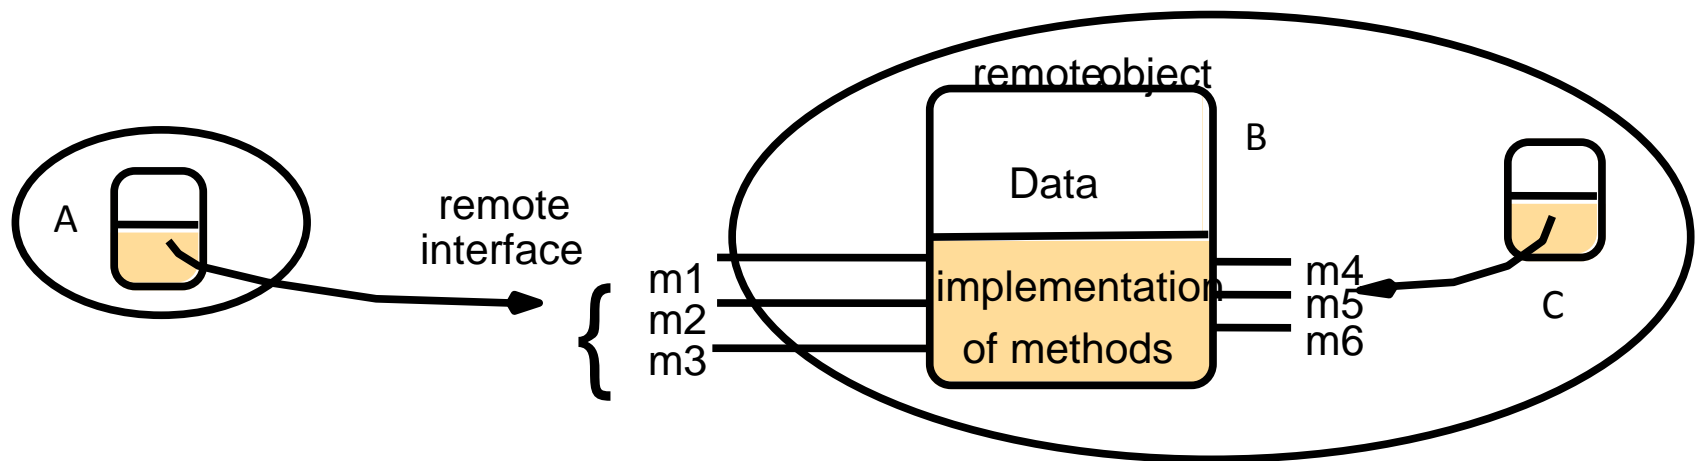 remoteobject
B
Data
A
remote
interface
{
m1
m2
m3
implementation
of methods
m4
m5
m6
C